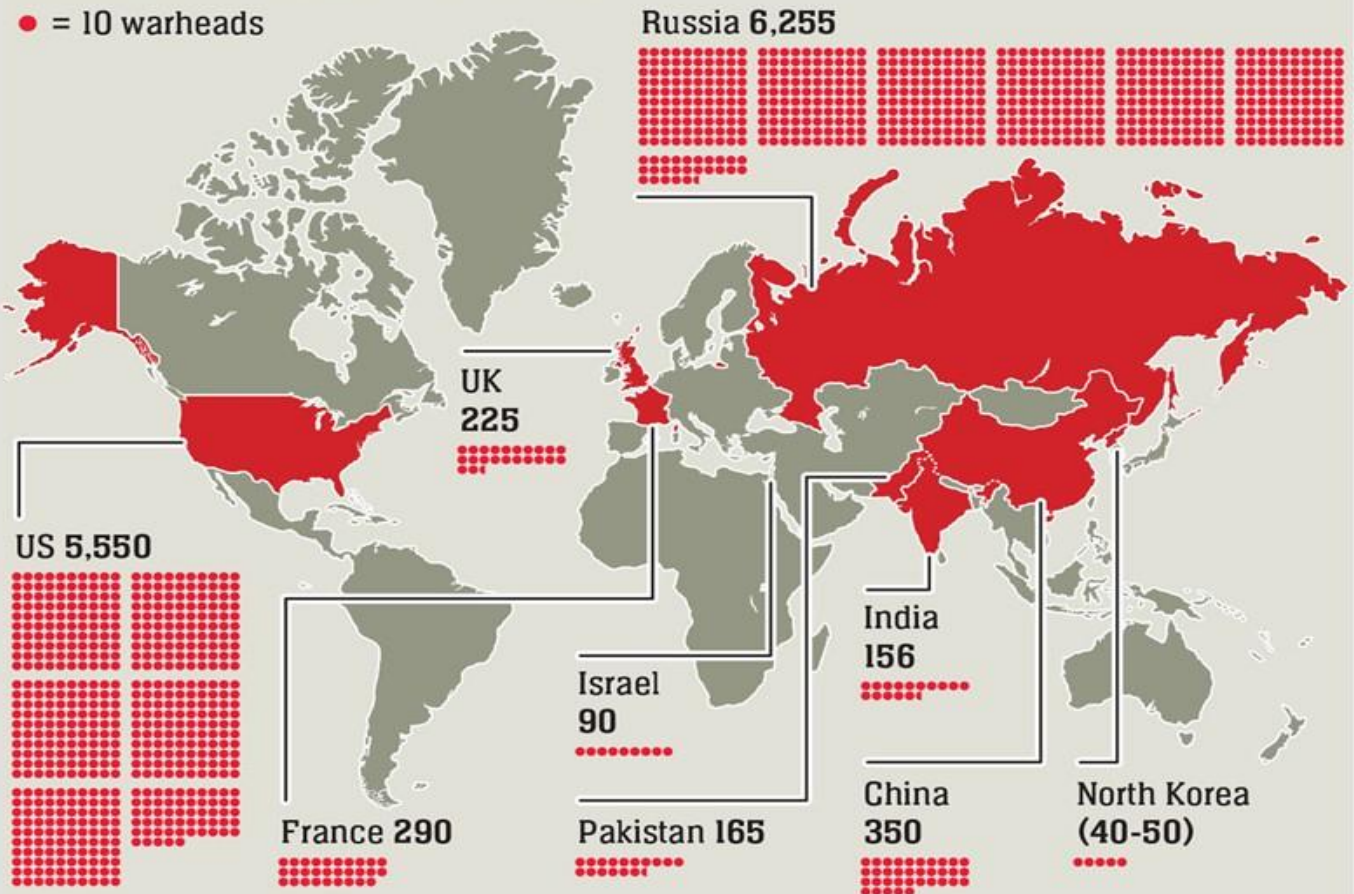 = 10 warheads
Russia 6,255
UK
225
US 5,550
India
156
Israel
90
France 290
Pakistan 165
China
350
North Korea
(40-50)